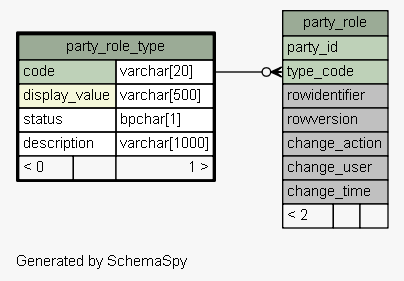 party_role_type
code varchar[20]
display_value varchar[500]
status bpchar[1]
description varchar[1000]
< 0 1 >
party_role
party_id
type_code
rowidentifier
rowversion
change_action
change_user
change_time
< 2
Generated by SchemaSpy